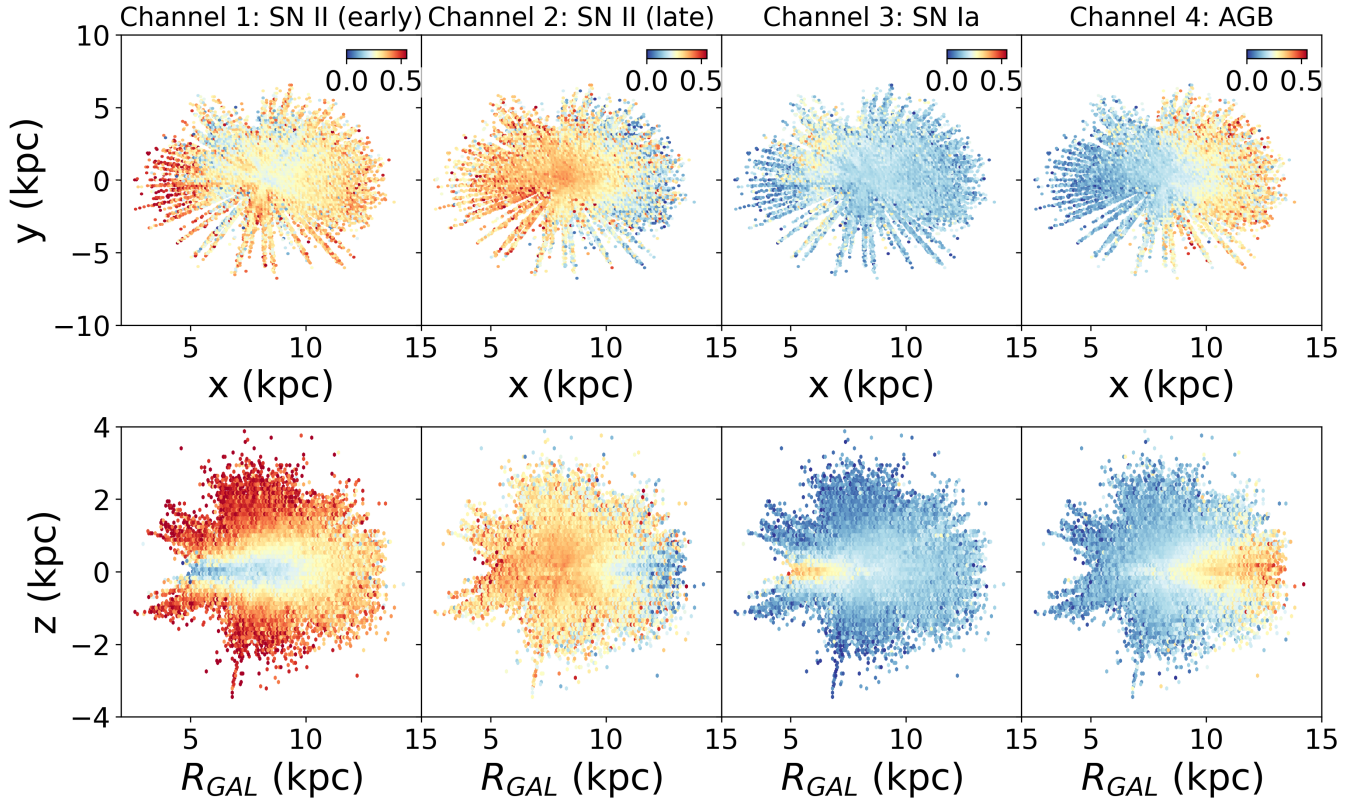 Channel 1: SN II (early) Channel 2: SN II (late) Channel 3: SN Ia Channel 4: AGB
10
5
0
−5
−10
y (kpc)
0.0 0.5 0.0 0.5 0.0 0.5 0.0 0.5
5 10 15 5 10 15 5 10 15 5 10 15
x (kpc) x (kpc) x (kpc) x (kpc)
4
2
0
−2
−4
z (kpc)
5 10 15 5 10 15 5 10 15 5 10 15
R_GAL (kpc) R_GAL (kpc) R_GAL (kpc) R_GAL (kpc)